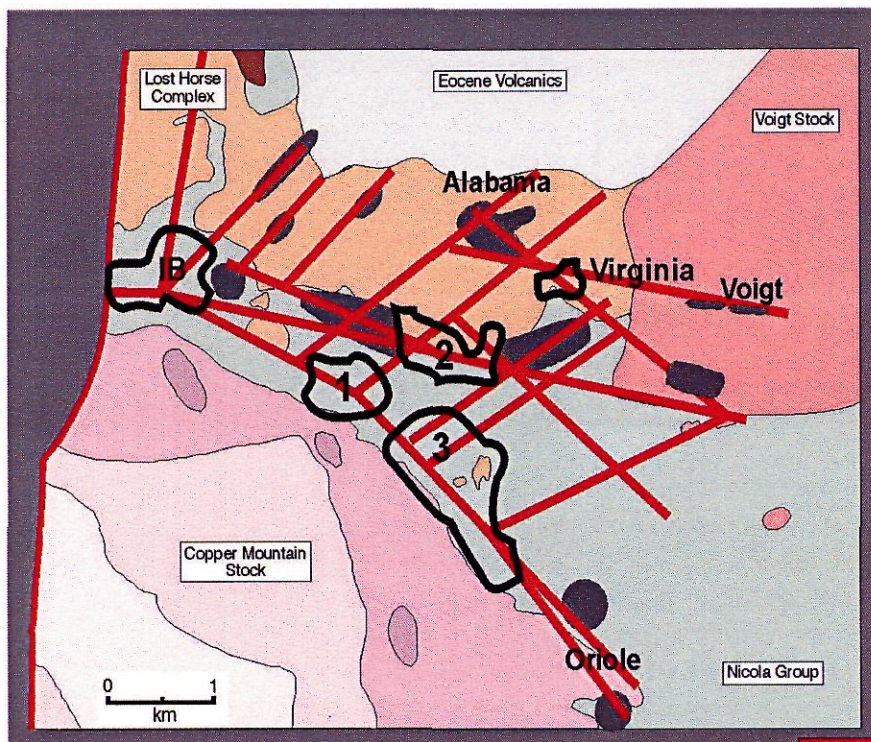 Lost Horse
Complex
Eocene Volcanics
Voigt Stock
Alabama
IB
Virginia
Voigt
2
1
3
Copper Mountain
Stock
Oriole
Nicola Group
0 1
km